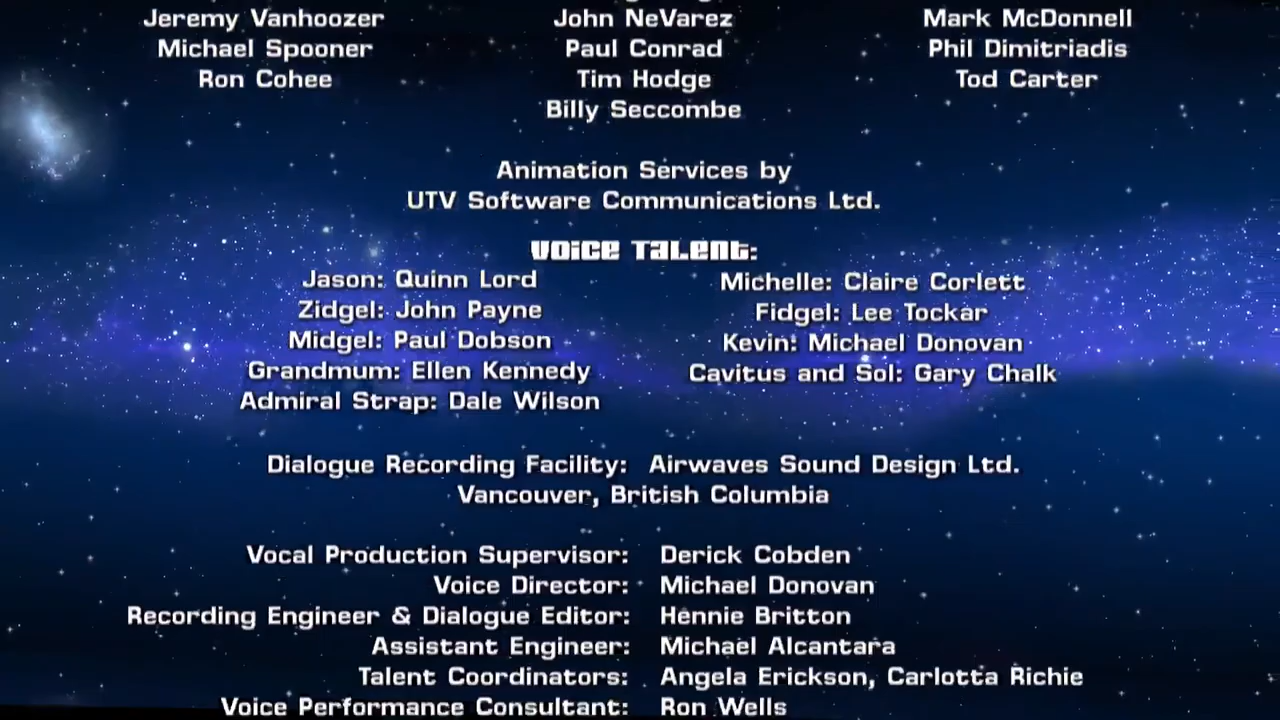 Jeremy Vanhoozer John NeVarez Mark McDonnell
Michael Spooner Paul Conrad Phil Dimitriadis
Ron Cohee Tim Hodge Tod Carter
Billy Seccombe
Animation Services by
UTV Software Communications Ltd.
Voice Talent:
Jason: Quinn Lord Michelle: Claire Corlett
Zidgel: John Payne Fidgel: Lee Tockar
Midgel: Paul Dobson Kevin: Michael Donovan
Grandmum: Ellen Kennedy Cavitus and Sol: Gary Chalk
Admiral Strap: Dale Wilson
Dialogue Recording Facility: Airwaves Sound Design Ltd.
Vancouver, British Columbia
Vocal Production Supervisor: Derick Cobden
Voice Director: Michael Donovan
Recording Engineer & Dialogue Editor: Hennie Britton
Assistant Engineer: Michael Alcantara
Talent Coordinators: Angela Erickson, Carlotta Richie
Voice Performance Consultant: Ron Wells